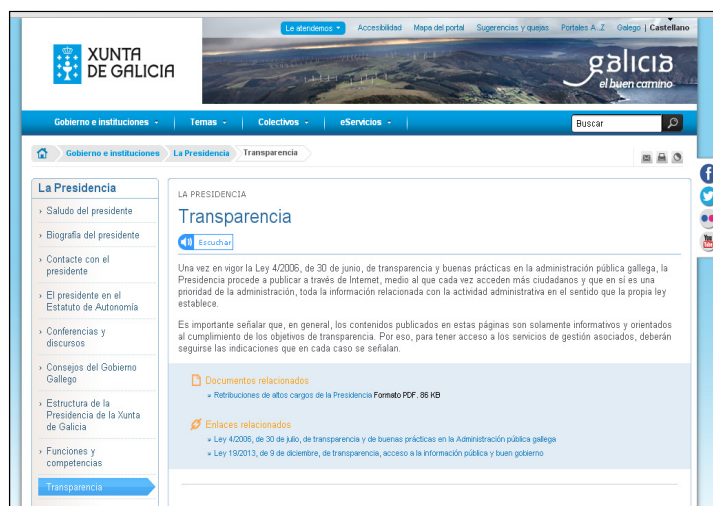 Le atendemos Accesibilidad Mapa del portal Sugerencias y quejas Portales A..Z Galego | Castellano
XUNTA
DE GALICIA
galicia
el buen camino
Gobierno e instituciones Temas Colectivos eServicios Buscar
Gobierno e instituciones La Presidencia Transparencia
La Presidencia
› Saludo del presidente
› Biografía del presidente
› Contacte con el
presidente
› El presidente en el
Estatuto de Autonomía
› Conferencias y
discursos
› Consejos del Gobierno
Gallego
› Estructura de la
Presidencia de la Xunta
de Galicia
› Funciones y
competencias
Transparencia
LA PRESIDENCIA
Transparencia
Escuchar
Una vez en vigor la Ley 4/2006, de 30 de junio, de transparencia y buenas prácticas en la administración pública gallega, la
Presidencia procede a publicar a través de Internet, medio al que cada vez acceden más ciudadanos y que en sí es una
prioridad de la administración, toda la información relacionada con la actividad administrativa en el sentido que la propia ley
establece.
Es importante señalar que, en general, los contenidos publicados en estas páginas son solamente informativos y orientados
al cumplimiento de los objetivos de transparencia. Por eso, para tener acceso a los servicios de gestión asociados, deberán
seguirse las indicaciones que en cada caso se señalan.
Documentos relacionados
» Retribuciones de altos cargos de la Presidencia Formato PDF. 86 KB
Enlaces relacionados
» Ley 4/2006, de 30 de julio, de transparencia y de buenas prácticas en la Administración pública gallega
» Ley 19/2013, de 9 de diciembre, de transparencia, acceso a la información pública y buen gobierno
You